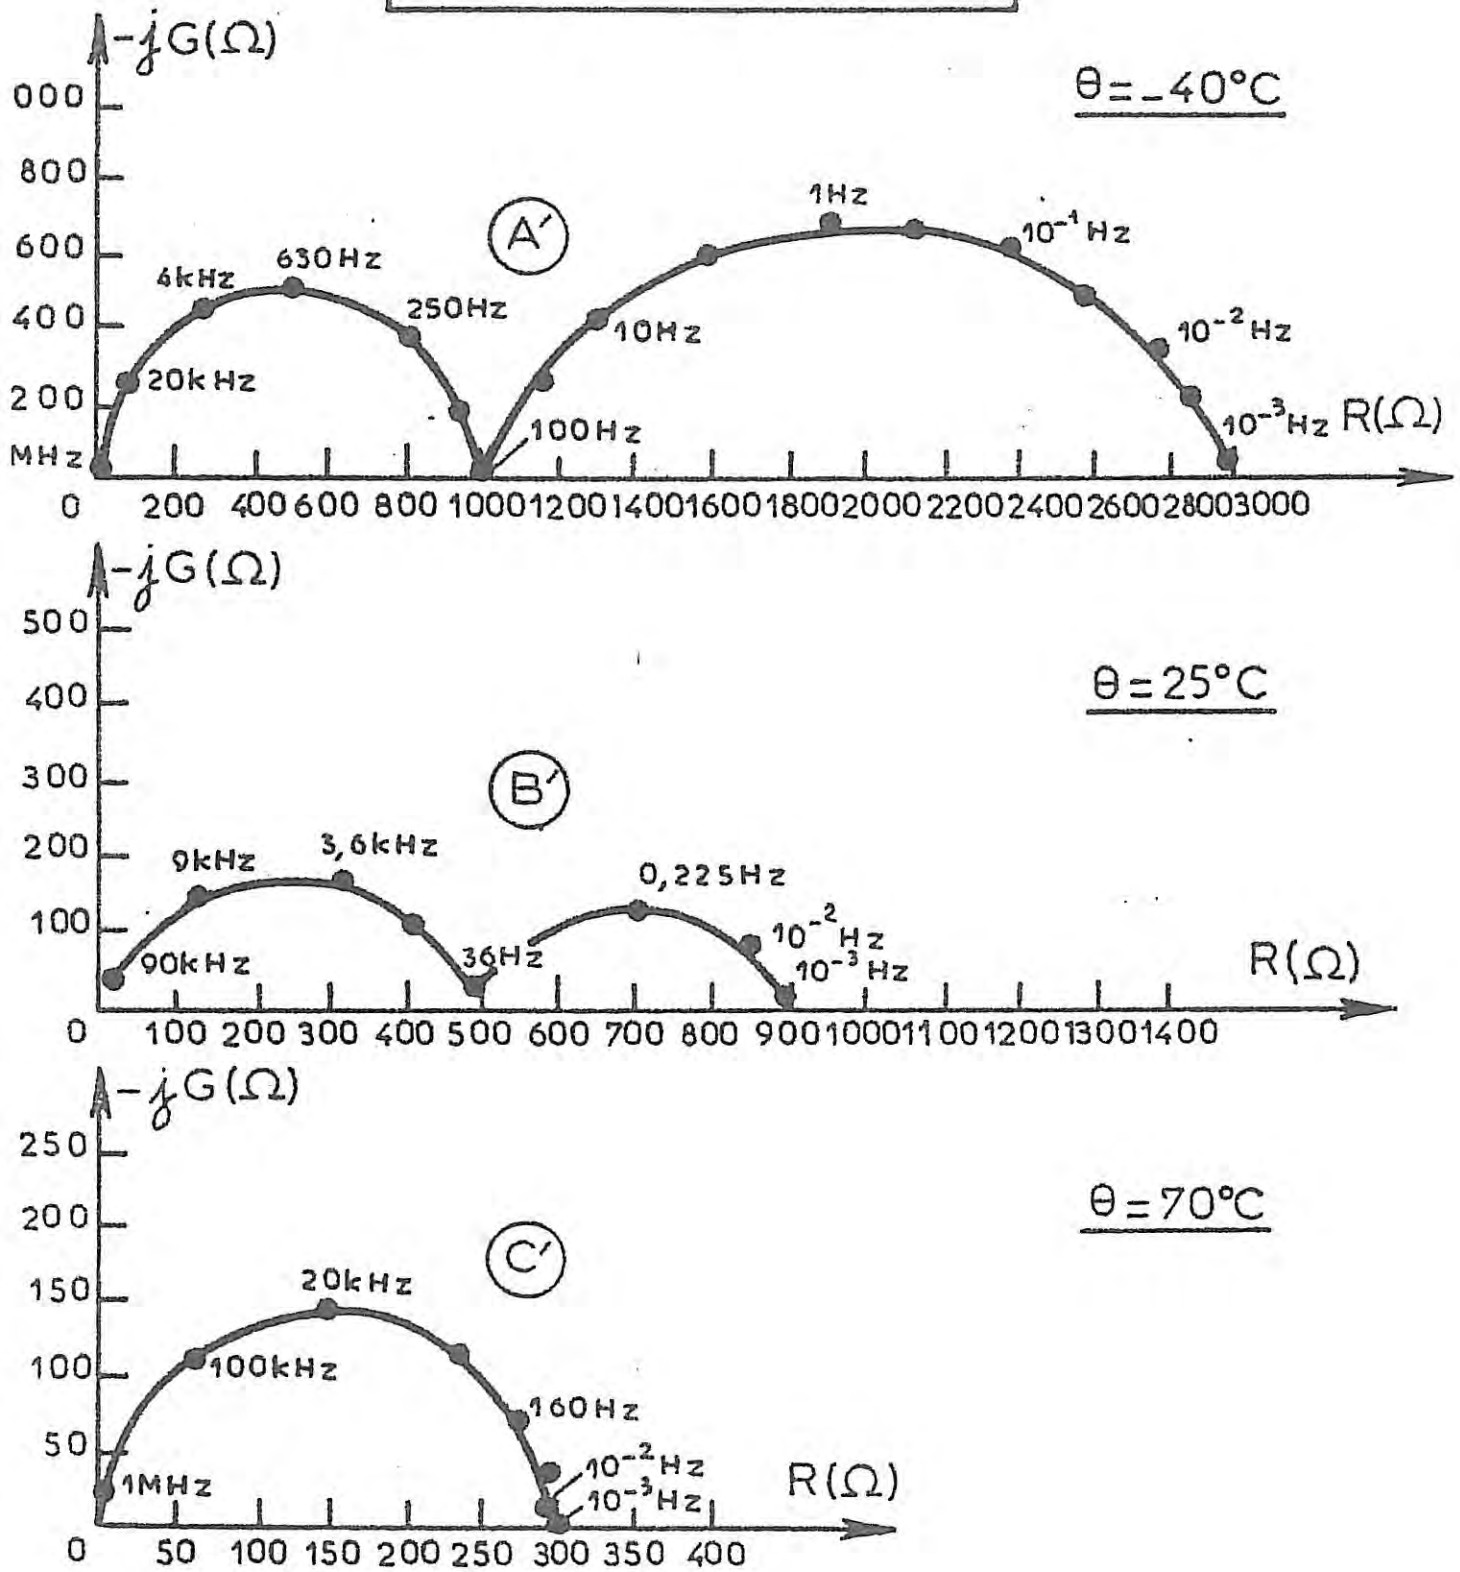 -jG(Ω)
θ=-40°C
000
800
600
400
200
MHz
A'
4kHz
630Hz
250Hz
20kHz
100Hz
10Hz
1Hz
10⁻¹Hz
10⁻²Hz
10⁻³Hz
R(Ω)
0 200 400 600 800 1000 1200 1400 1600 1800 2000 2200 2400 2600 2800 3000
-jG(Ω)
θ=25°C
500
400
300
200
100
B'
90kHz
9kHz
3,6kHz
36Hz
0,225Hz
10⁻²Hz
10⁻³Hz
R(Ω)
0 100 200 300 400 500 600 700 800 900 1000 1100 1200 1300 1400
-jG(Ω)
θ=70°C
250
200
150
100
50
C'
20kHz
100kHz
1MHz
160Hz
10⁻²Hz
10⁻³Hz
R(Ω)
0 50 100 150 200 250 300 350 400